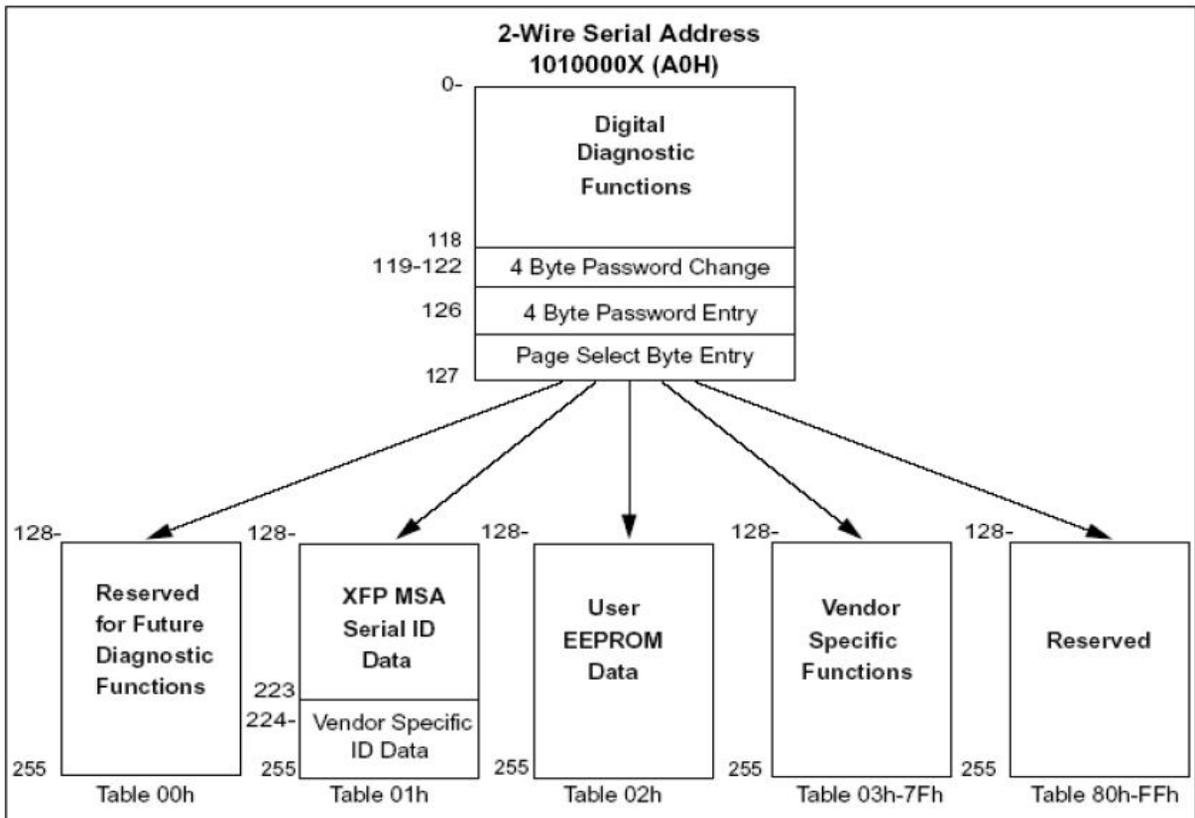 2-Wire Serial Address
1010000X (A0H)
0-
Digital
Diagnostic
Functions
118
119-122
4 Byte Password Change
126
4 Byte Password Entry
Page Select Byte Entry
127
128-
Reserved
for Future
Diagnostic
Functions
255
Table 00h
128-
XFP MSA
Serial ID
Data
223
224-
Vendor Specific
ID Data
255
Table 01h
128-
User
EEPROM
Data
255
Table 02h
128-
Vendor
Specific
Functions
255
Table 03h-7Fh
128-
Reserved
255
Table 80h-FFh